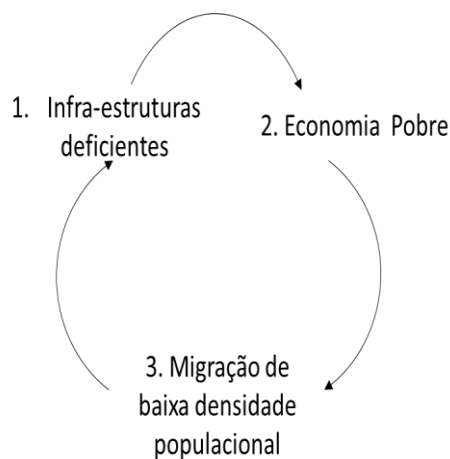 1. Infra-estruturas
deficientes
2. Economia Pobre
3. Migração de
baixa densidade
populacional